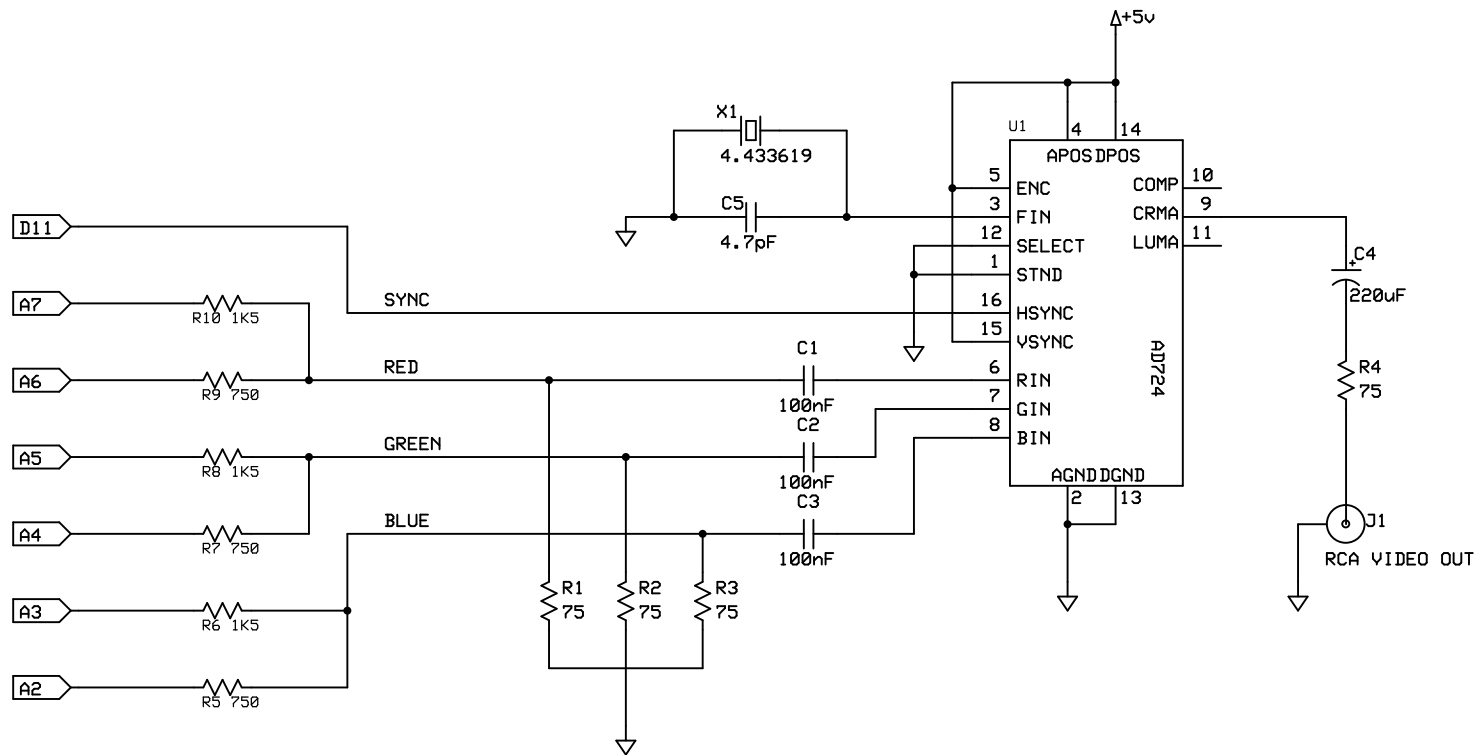 +5v
X1
4.433619
U1
4 14
APOS DPOS
5 ENC
COMP 10
C5
4.7pF
3 FIN
CRMA 9
D11
12 SELECT
LUMA 11
1 STND
C4
+
220uF
A7
R10 1K5
SYNC
16 HSYNC
15 VSYNC
AD724
A6
R9 750
RED
C1
100nF
6 RIN
R4
75
7 GIN
A5
R8 1K5
GREEN
C2
100nF
8 BIN
AGND DGND
2 13
A4
R7 750
BLUE
C3
100nF
J1
RCA VIDEO OUT
A3
R6 1K5
R1
75
R2
75
R3
75
A2
R5 750